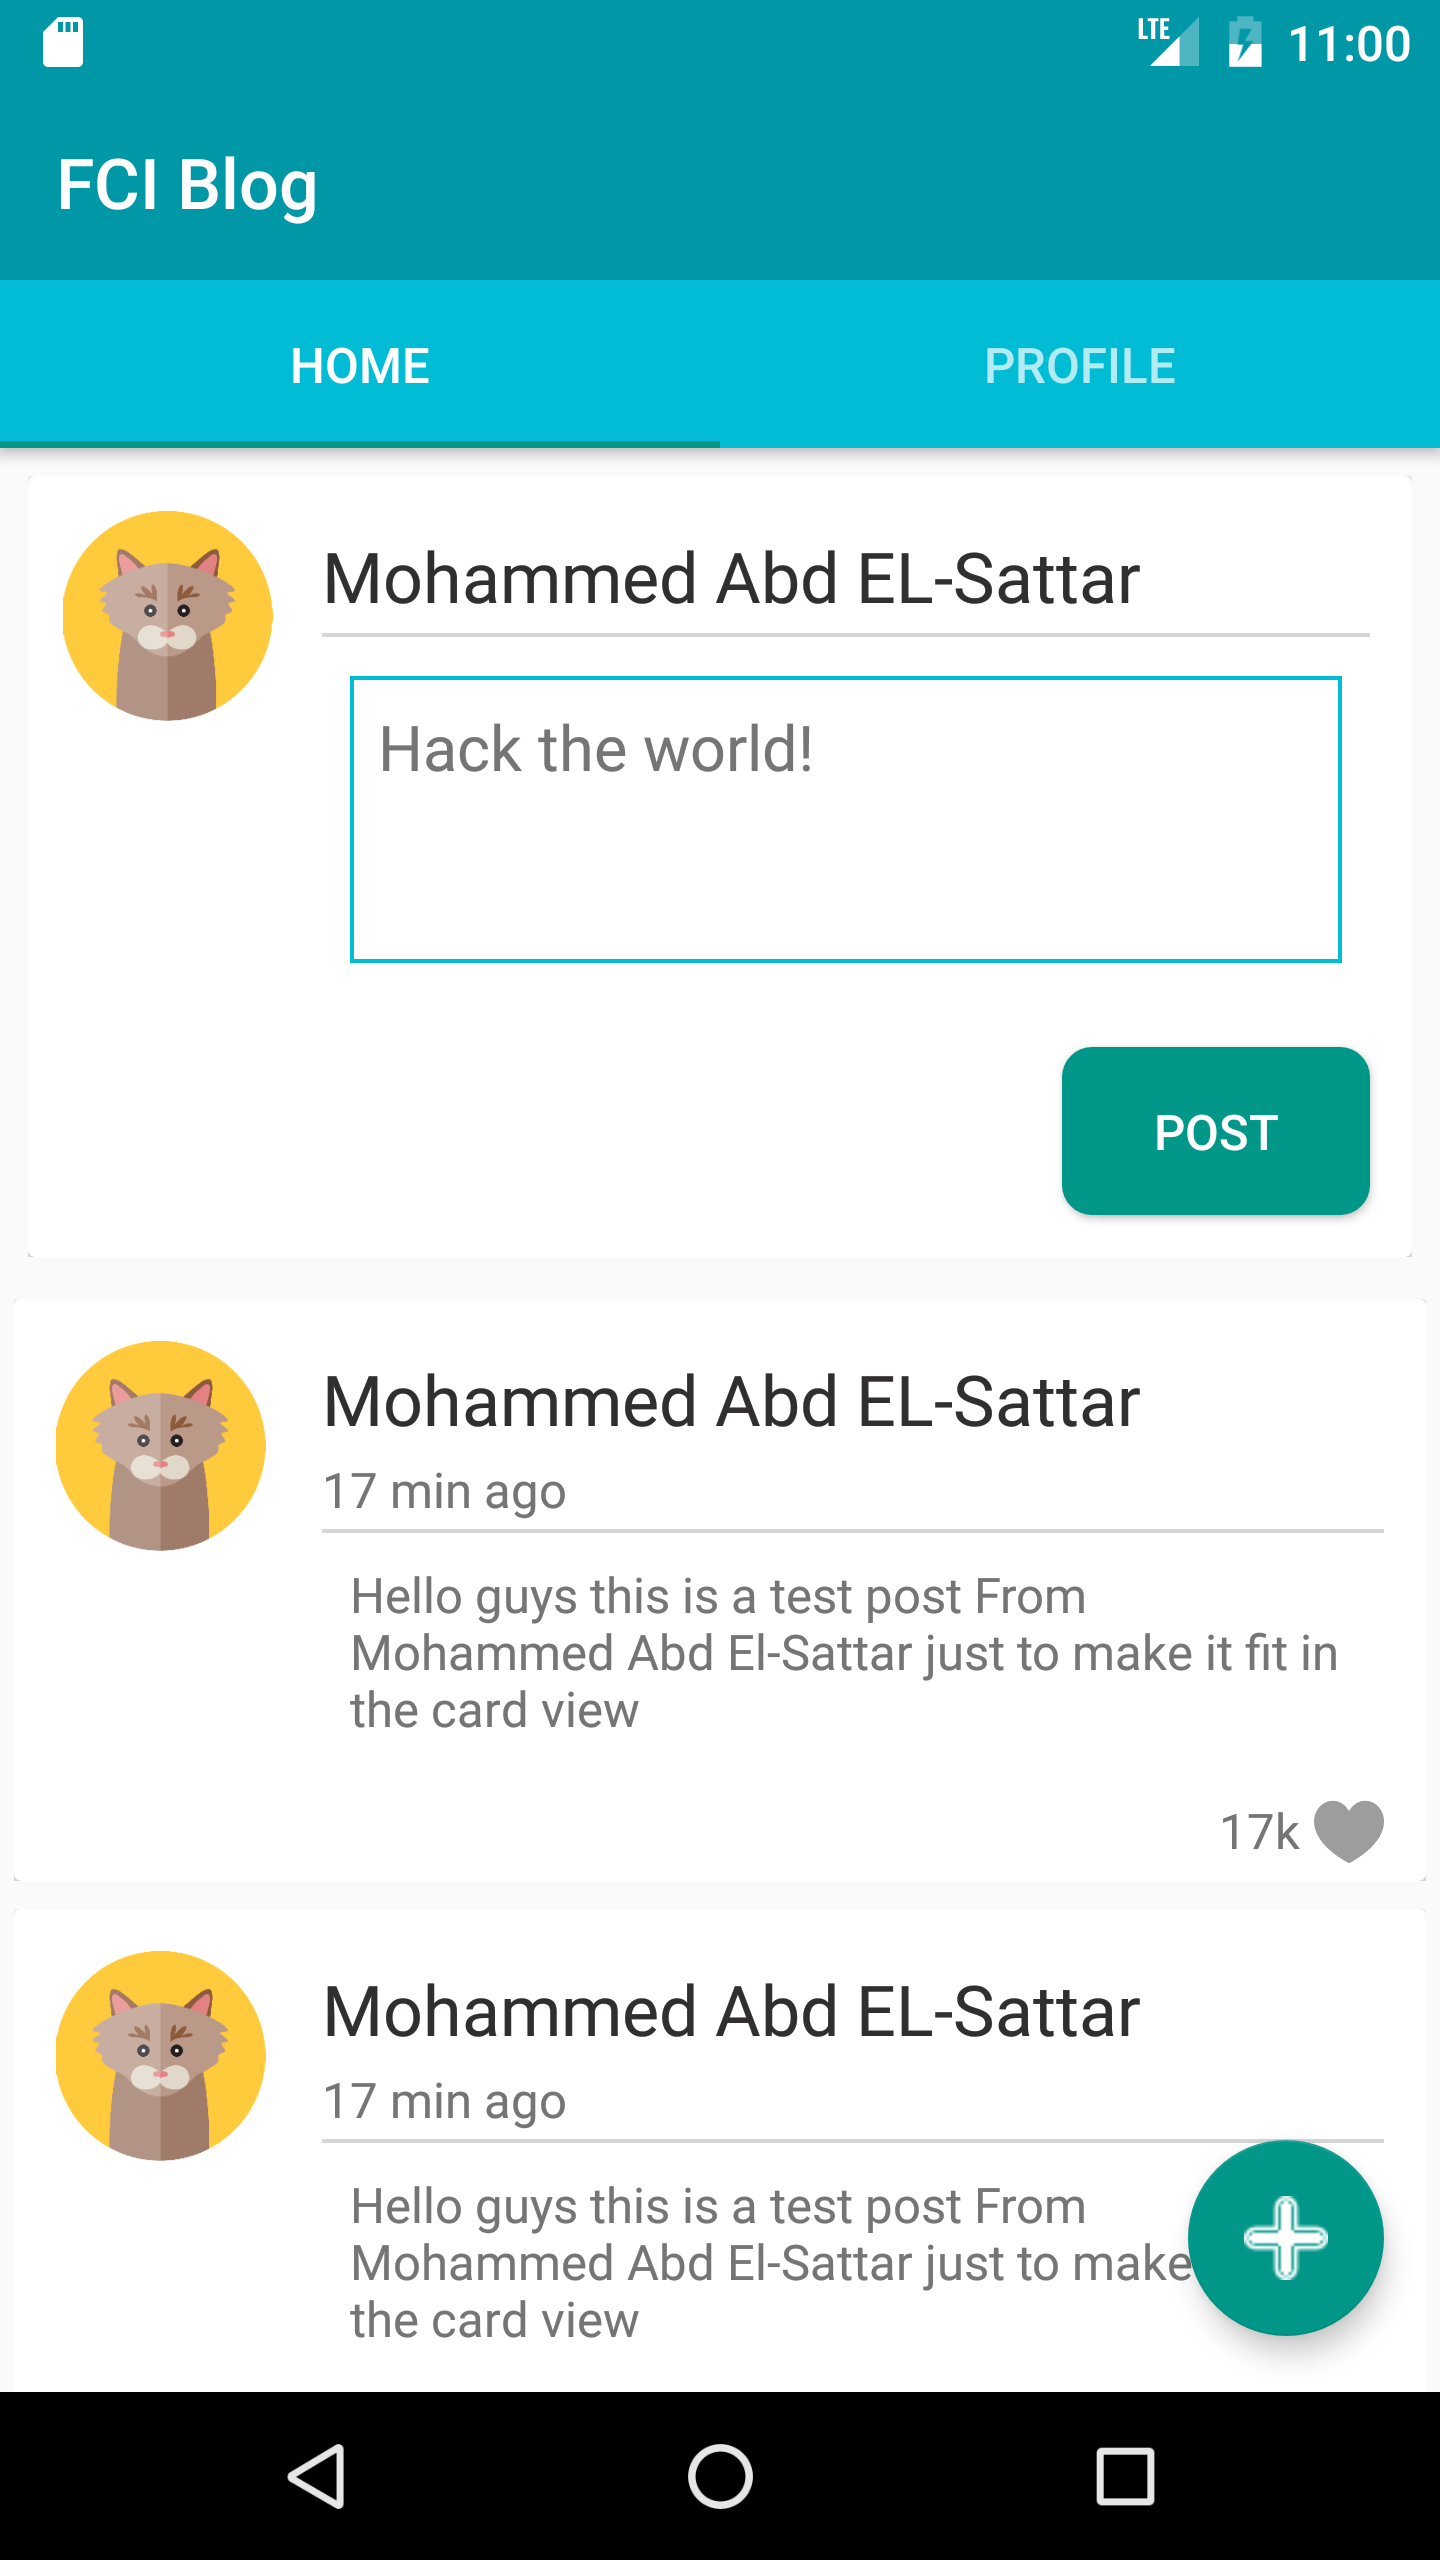 LTE 11:00
FCI Blog
HOME PROFILE
Mohammed Abd EL-Sattar
Hack the world!
POST
Mohammed Abd EL-Sattar
17 min ago
Hello guys this is a test post From
Mohammed Abd El-Sattar just to make it fit in
the card view
17k
Mohammed Abd EL-Sattar
17 min ago
Hello guys this is a test post From
Mohammed Abd El-Sattar just to make
the card view